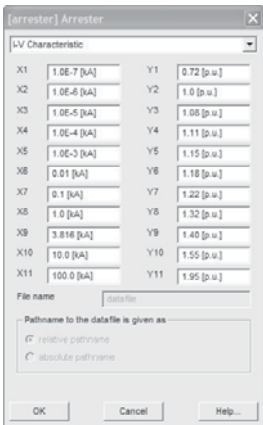 [arrester] Arrester
I-V Characteristic
X1 1.0E-7 [kA] Y1 0.72 [p.u.]
X2 1.0E-6 [kA] Y2 1.0 [p.u.]
X3 1.0E-5 [kA] Y3 1.08 [p.u.]
X4 1.0E-4 [kA] Y4 1.11 [p.u.]
X5 1.0E-3 [kA] Y5 1.15 [p.u.]
X6 0.01 [kA] Y6 1.18 [p.u.]
X7 0.1 [kA] Y7 1.22 [p.u.]
X8 1.0 [kA] Y8 1.32 [p.u.]
X9 3.816 [kA] Y9 1.40 [p.u.]
X10 10.0 [kA] Y10 1.55 [p.u.]
X11 100.0 [kA] Y11 1.95 [p.u.]
File name datafile
Pathname to the datafile is given as
relative pathname
absolute pathname
OK Cancel Help...